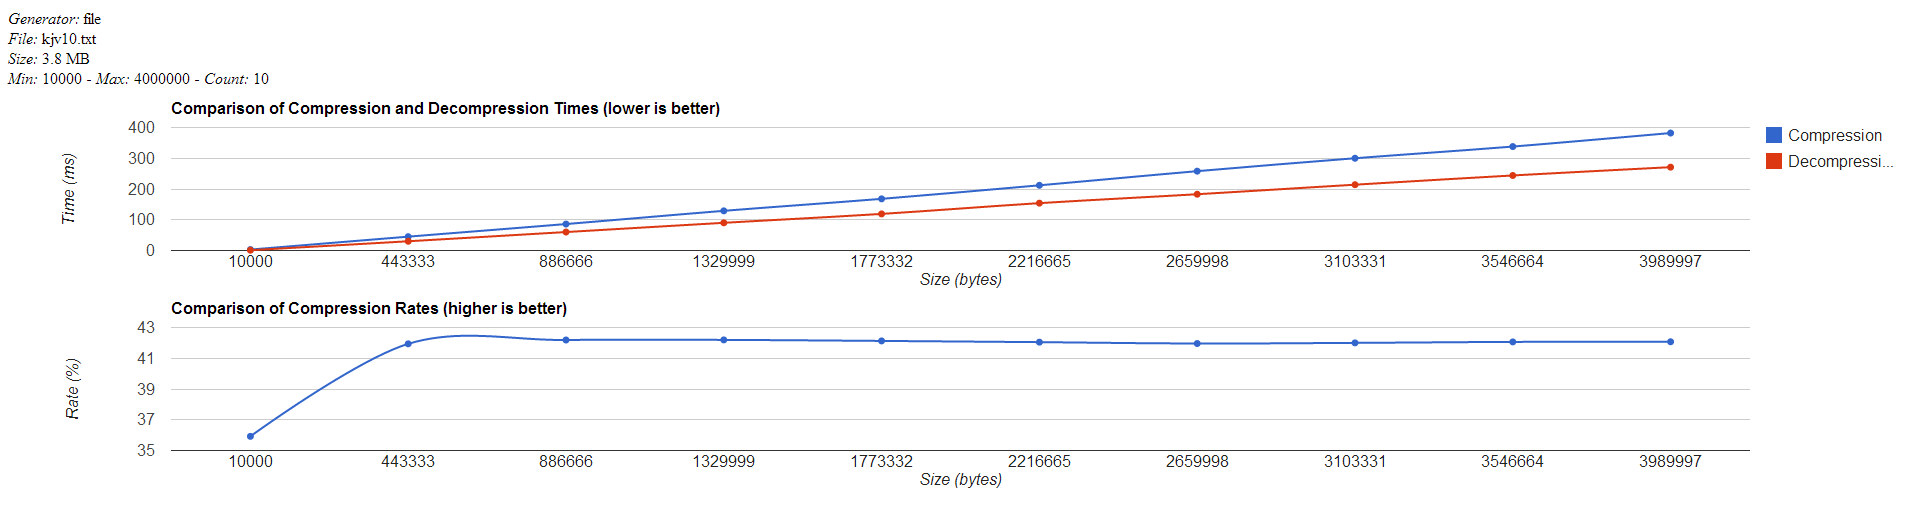 Generator: file
File: kjv10.txt
Size: 3.8 MB
Min: 10000 - Max: 4000000 - Count: 10
Comparison of Compression and Decompression Times (lower is better)
Time (ms)
400
300
200
100
0
10000 443333 886666 1329999 1773332 2216665 2659998 3103331 3546664 3989997
Size (bytes)
Compression
Decompressi...
Comparison of Compression Rates (higher is better)
Rate (%)
43
41
39
37
35
10000 443333 886666 1329999 1773332 2216665 2659998 3103331 3546664 3989997
Size (bytes)